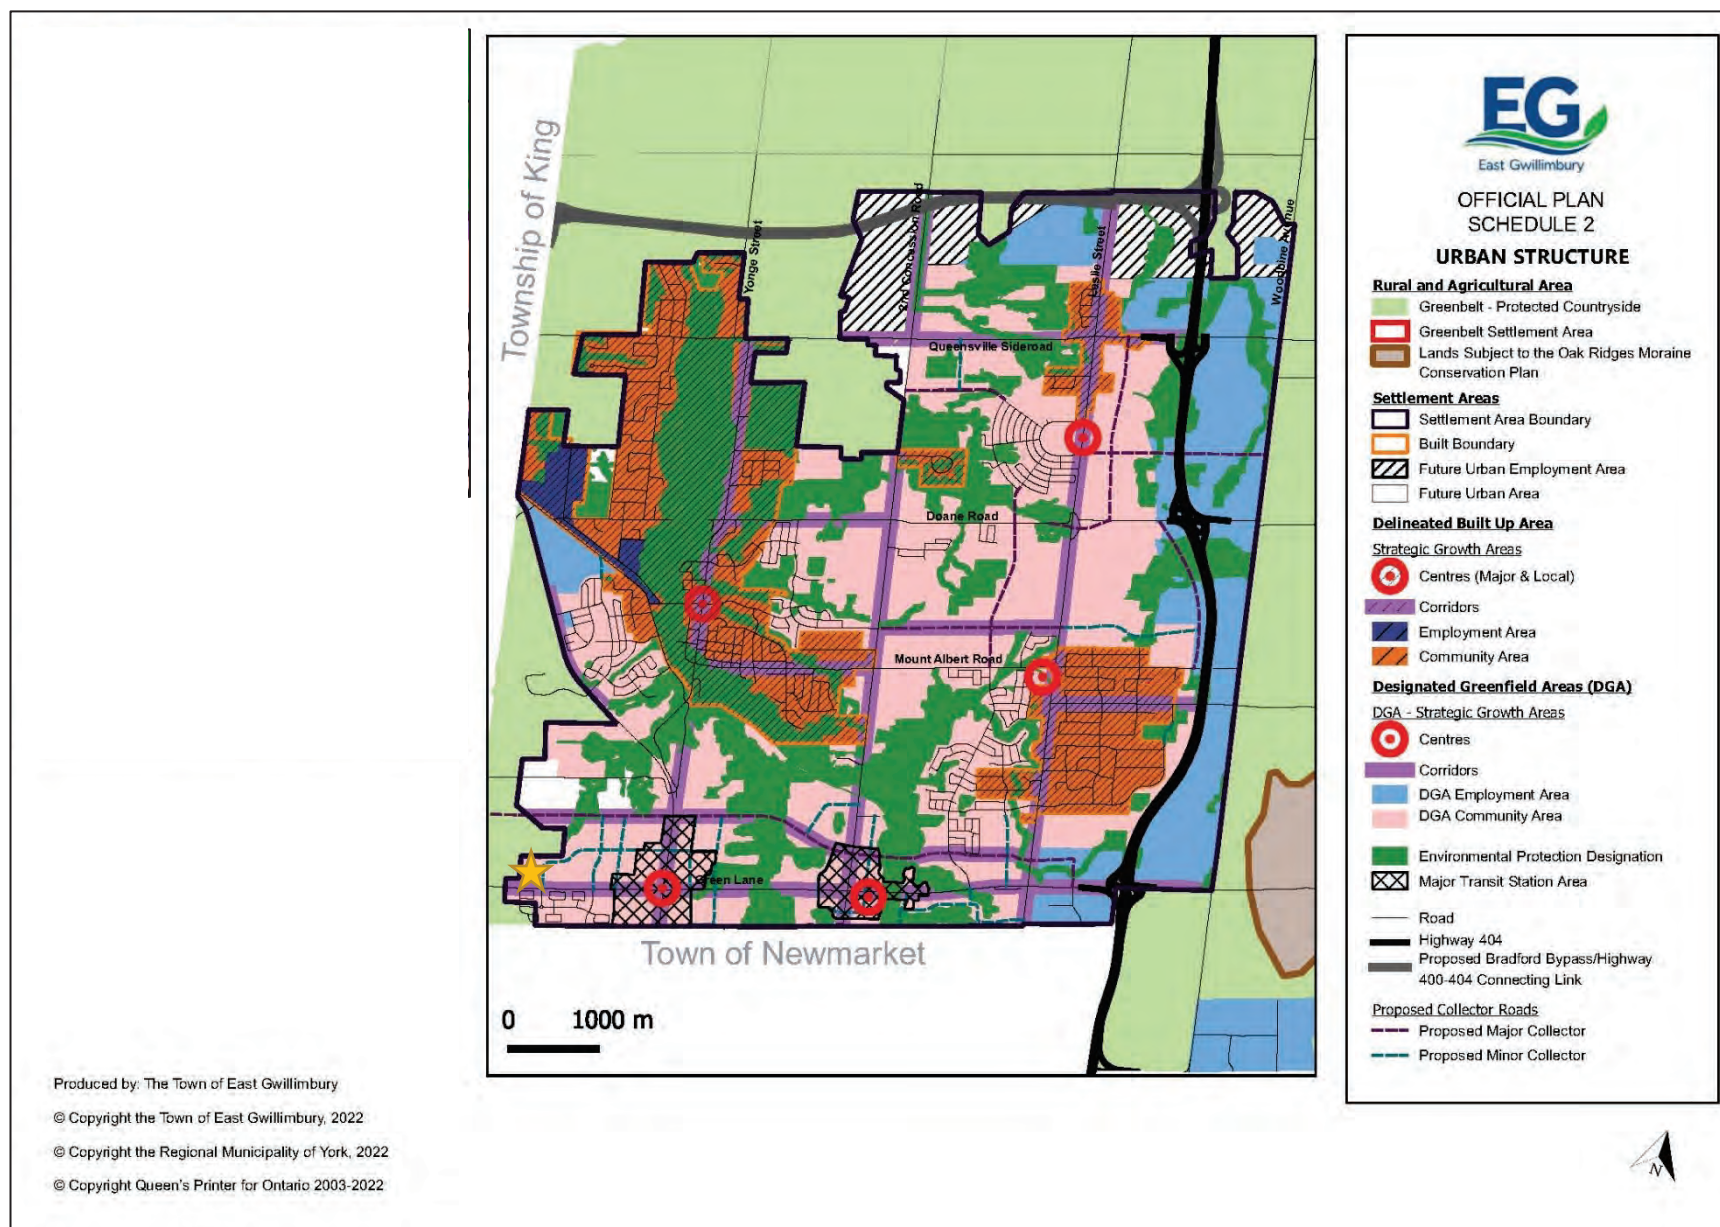 Township of King
Yonge Street
2nd Concession Road
Leslie Street
Woodbine Avenue
Queensville Sideroad
Doane Road
Mount Albert Road
Green Lane
Town of Newmarket
0 1000 m
EG
East Gwillimbury
OFFICIAL PLAN
SCHEDULE 2
URBAN STRUCTURE
Rural and Agricultural Area
Greenbelt - Protected Countryside
Greenbelt Settlement Area
Lands Subject to the Oak Ridges Moraine
Conservation Plan
Settlement Areas
Settlement Area Boundary
Built Boundary
Future Urban Employment Area
Future Urban Area
Delineated Built Up Area
Strategic Growth Areas
Centres (Major & Local)
Corridors
Employment Area
Community Area
Designated Greenfield Areas (DGA)
DGA - Strategic Growth Areas
Centres
Corridors
DGA Employment Area
DGA Community Area
Environmental Protection Designation
Major Transit Station Area
Road
Highway 404
Proposed Bradford Bypass/Highway
400-404 Connecting Link
Proposed Collector Roads
Proposed Major Collector
Proposed Minor Collector
N
Produced by: The Town of East Gwillimbury
© Copyright the Town of East Gwillimbury, 2022
© Copyright the Regional Municipality of York, 2022
© Copyright Queen's Printer for Ontario 2003-2022